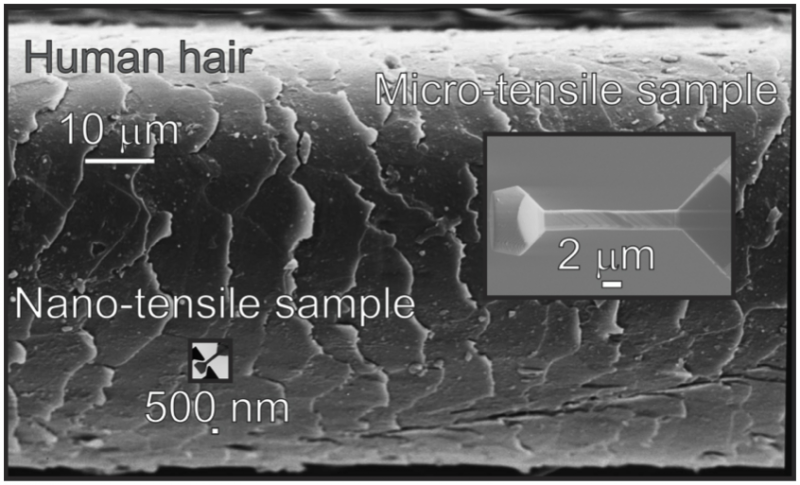 Human hair
Micro-tensile sample
10 μm
2 μm
Nano-tensile sample
500 nm